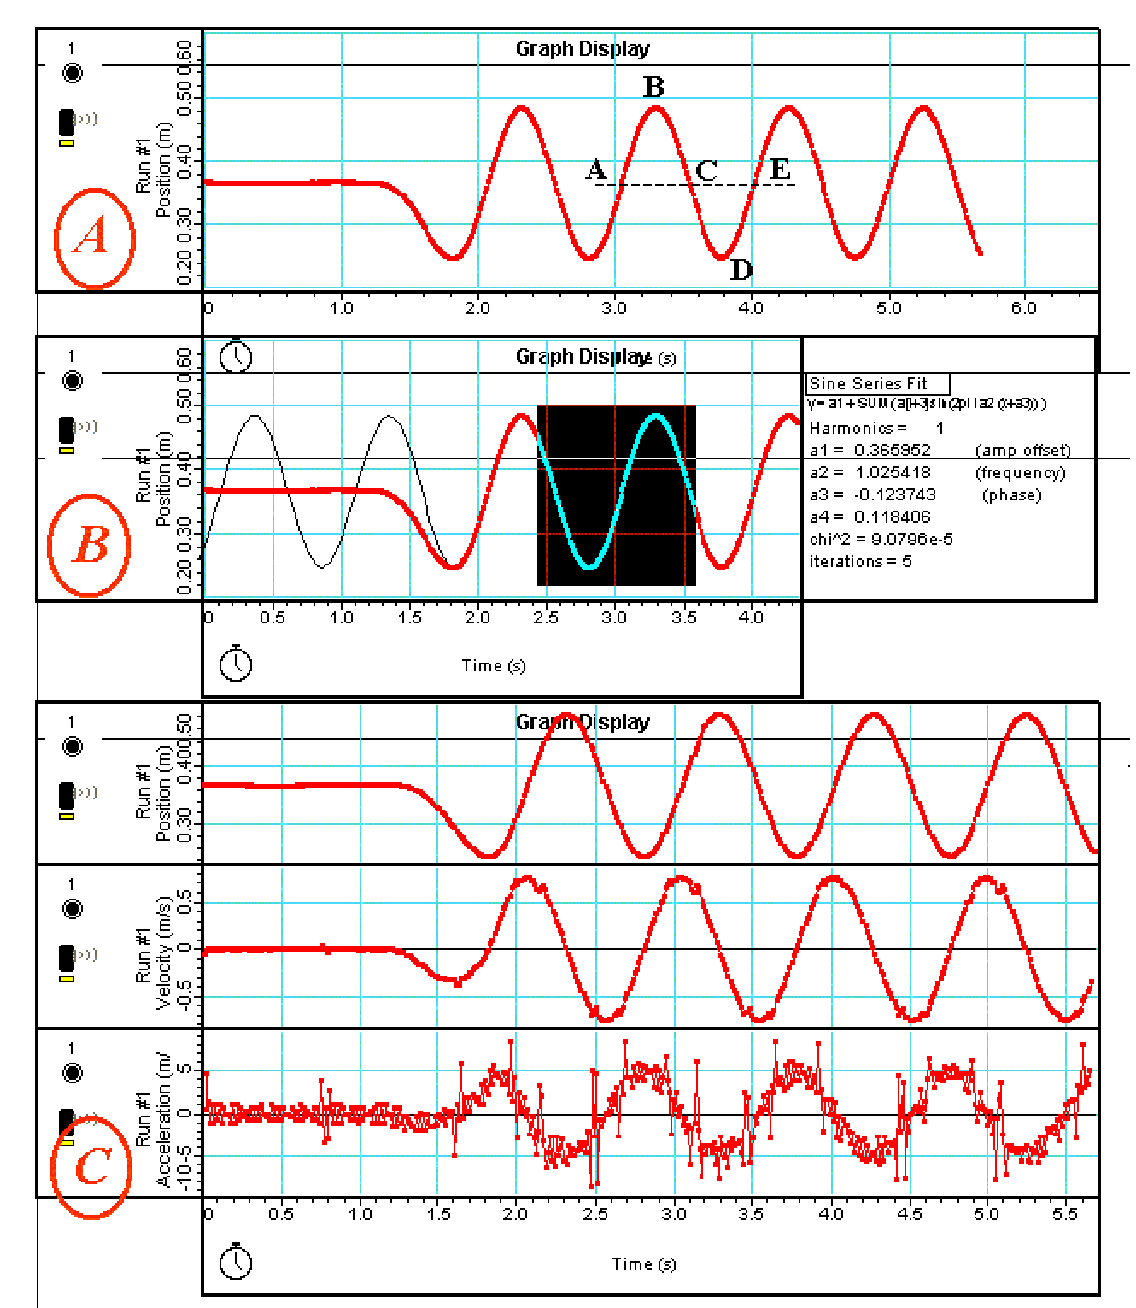 Graph Display
1
Run #1
Position (m)
0.20 0.30 0.40 0.50 0.60
A
B
A C E
D
0 1.0 2.0 3.0 4.0 5.0 6.0
Graph Display (s)
1
Run #1
Position (m)
0.20 0.30 0.40 0.50 0.60
B
Sine Series Fit
Harmonics = 1
a1 = 0.365952 (amp offset)
a2 = 1.025418 (frequency)
a3 = -0.123743 (phase)
a4 = 0.118406
chi^2 = 9.0796e-5
iterations = 5
0 0.5 1.0 1.5 2.0 2.5 3.0 3.5 4.0
Time (s)
Graph Display
1
Run #1
Position (m)
0.30 0.40 0.50
1
Run #1
Velocity (m/s)
-0.5 0 0.5
1
Run #1
Acceleration (m/
-10 -5 0 5
C
0 0.5 1.0 1.5 2.0 2.5 3.0 3.5 4.0 4.5 5.0 5.5
Time (s)